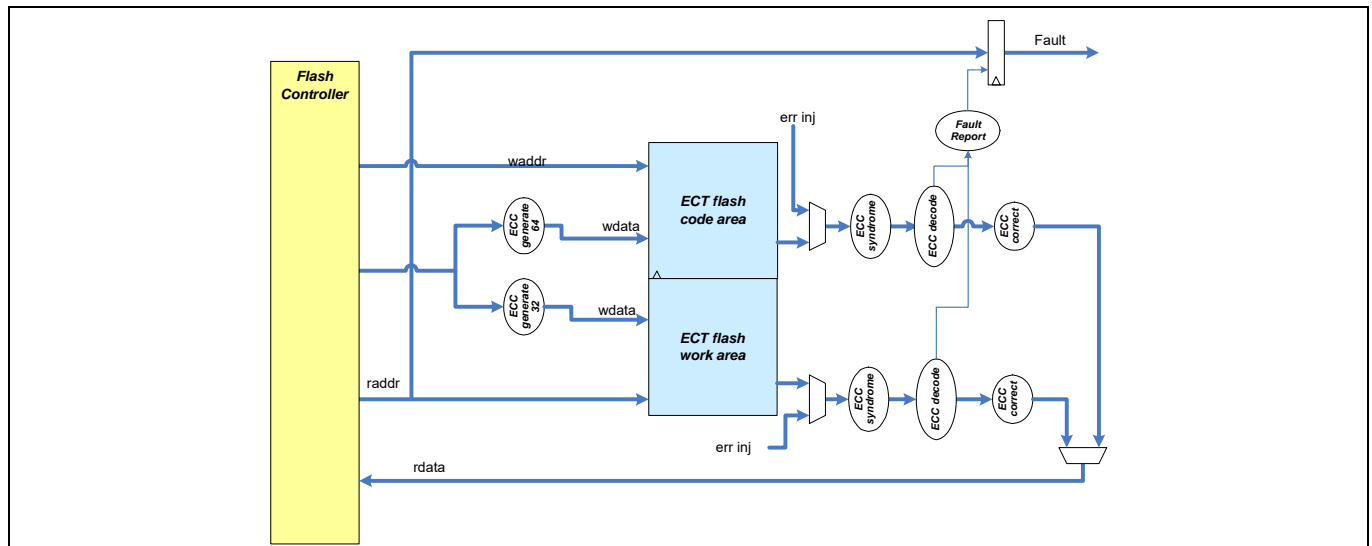 Fault
Flash
Controller
err inj
Fault
Report
waddr
ECT flash
code area
ECC
generate
64
wdata
ECC
syndrome
ECC decode
ECC
correct
ECC
generate
32
wdata
ECT flash
work area
raddr
ECC
syndrome
ECC decode
ECC
correct
err inj
rdata